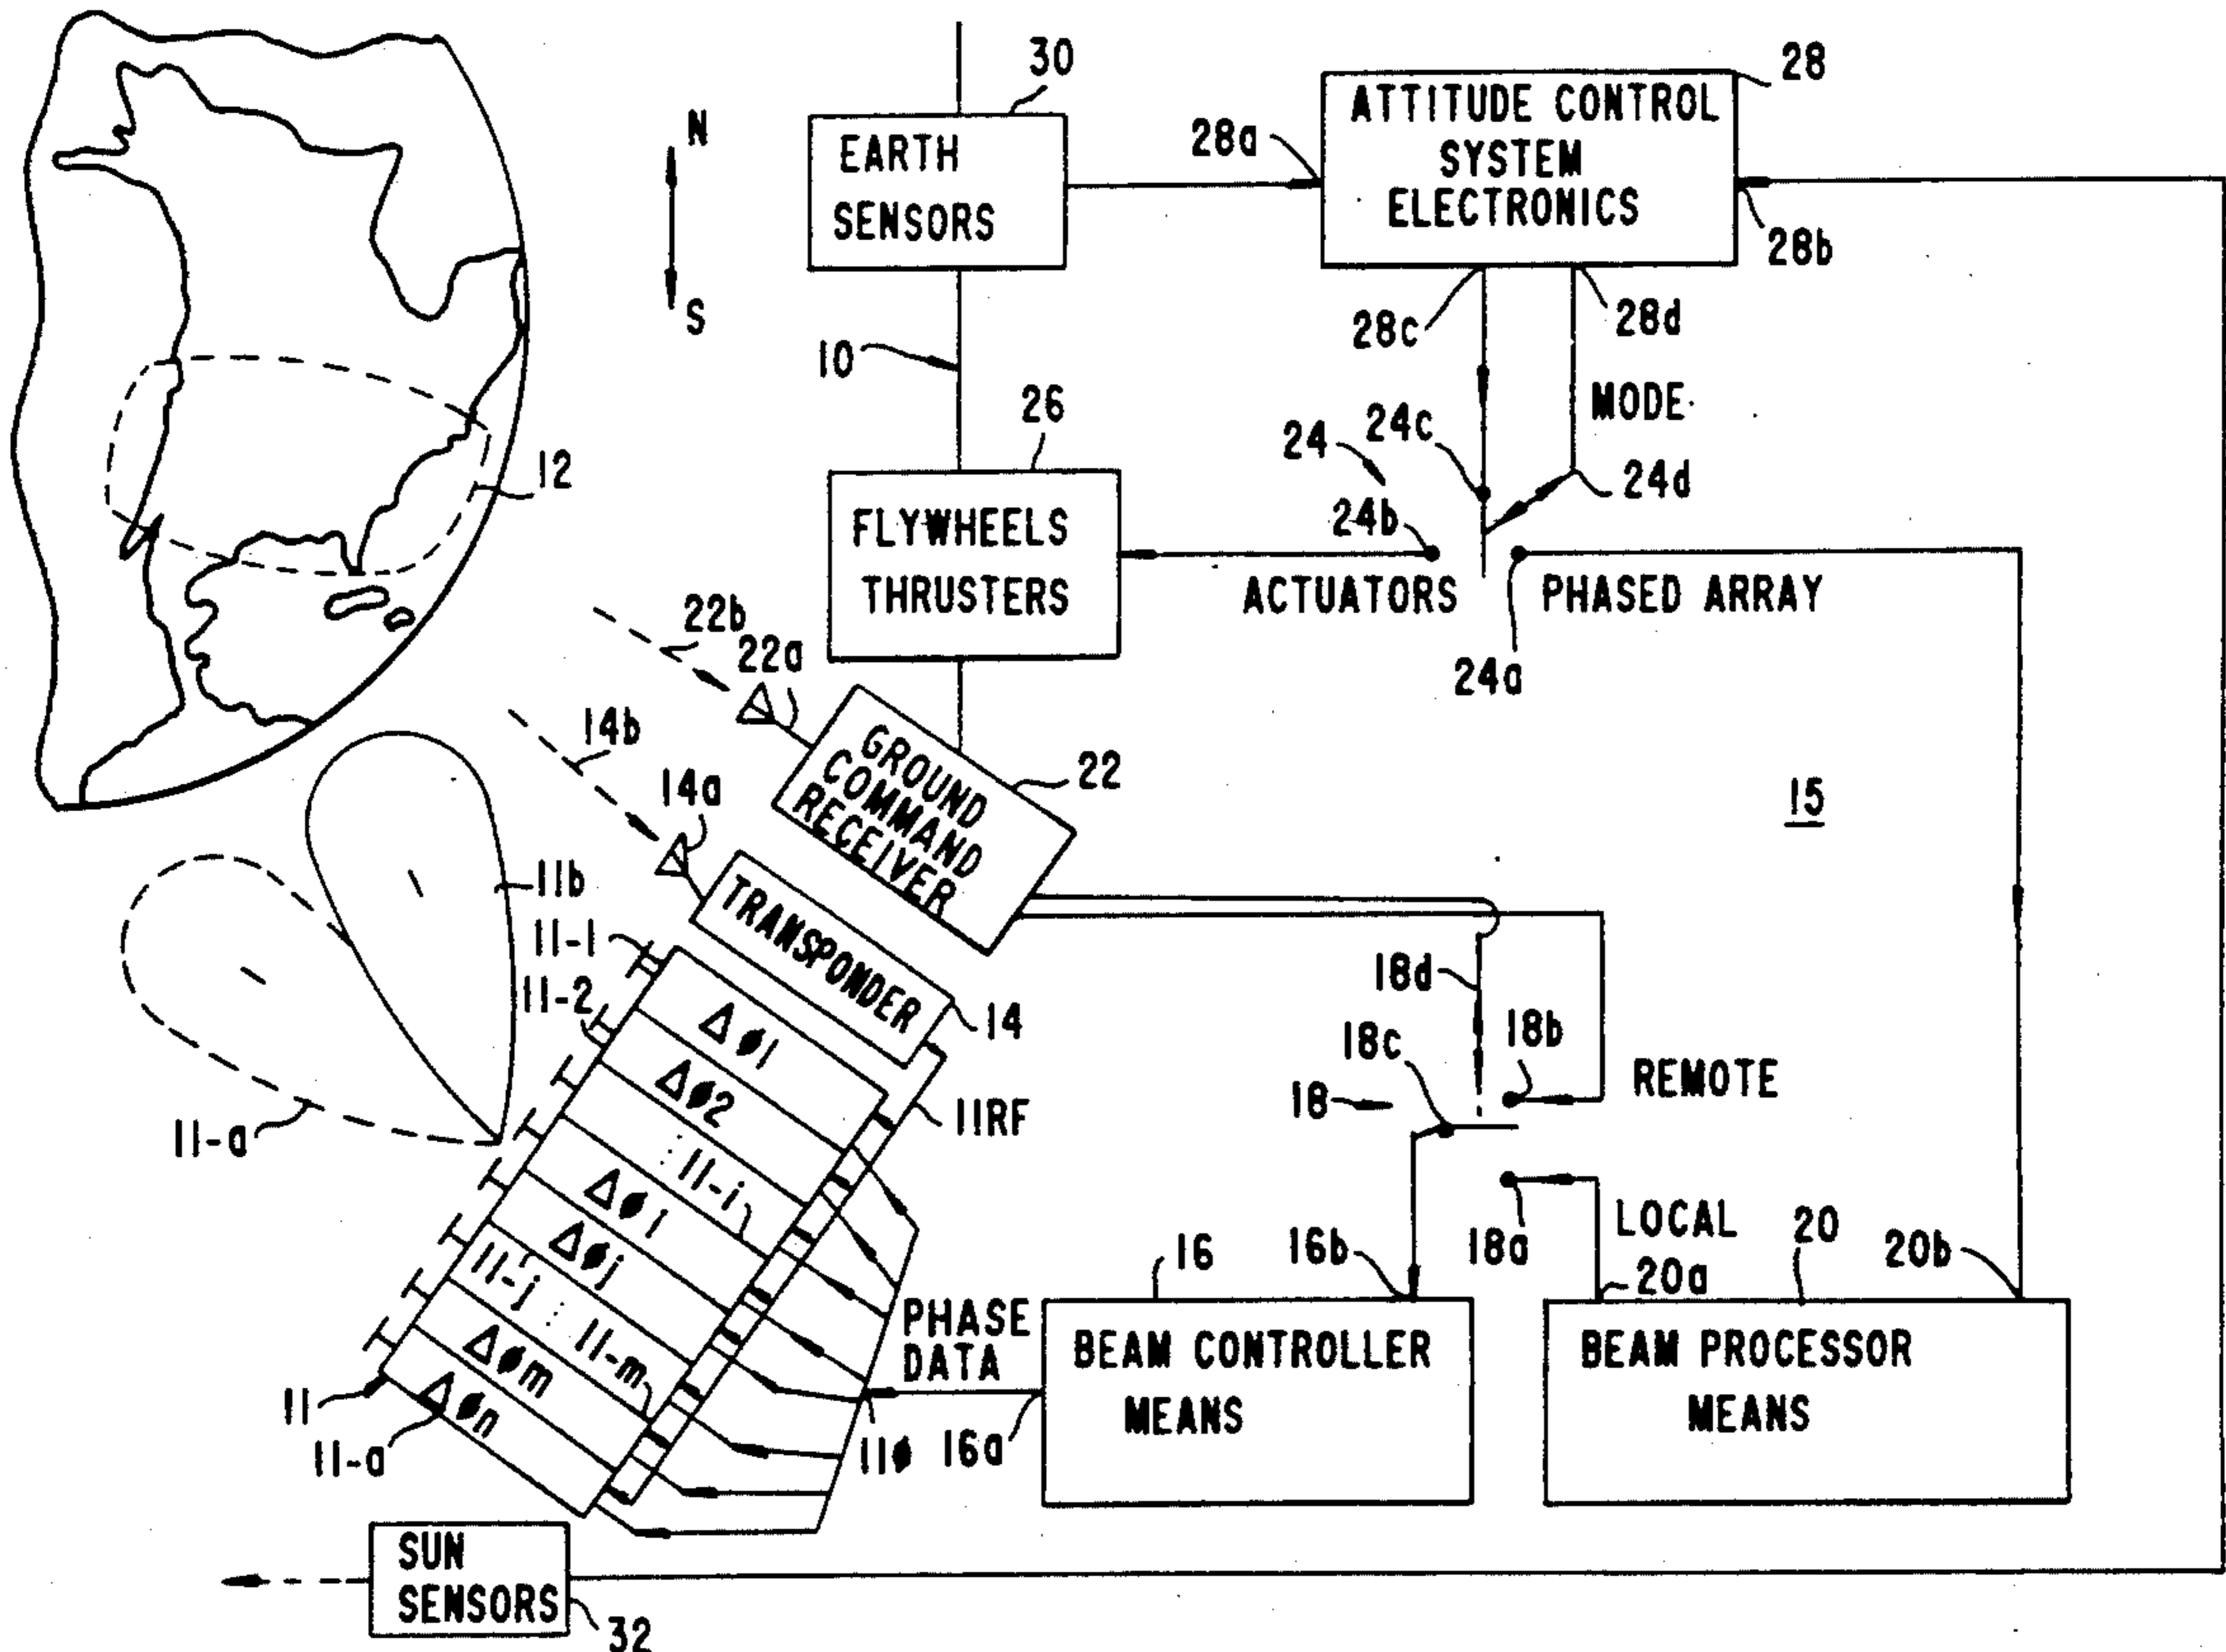 30
28
ATTITUDE CONTROL
SYSTEM
ELECTRONICS
N
EARTH
SENSORS
28a
28b
S
28c
28d
10
MODE
26
24
24c
24d
12
24b
FLYWHEELS
THRUSTERS
ACTUATORS
PHASED ARRAY
22b
22a
24a
14b
GROUND
COMMAND
RECEIVER
22
14a
15
11b
11-1
TRANSPONDER
18d
11-2
14
Δφ1
18c
18b
REMOTE
Δφ2
18
11RF
11-a
⋮
11-i
Δφi
LOCAL
Δφj
16
16b
18a
20
20b
11-j
⋮
11-m
20a
PHASE
DATA
BEAM CONTROLLER
MEANS
BEAM PROCESSOR
MEANS
Δφm
Δφn
11
11-a
11φ
16a
SUN
SENSORS
32